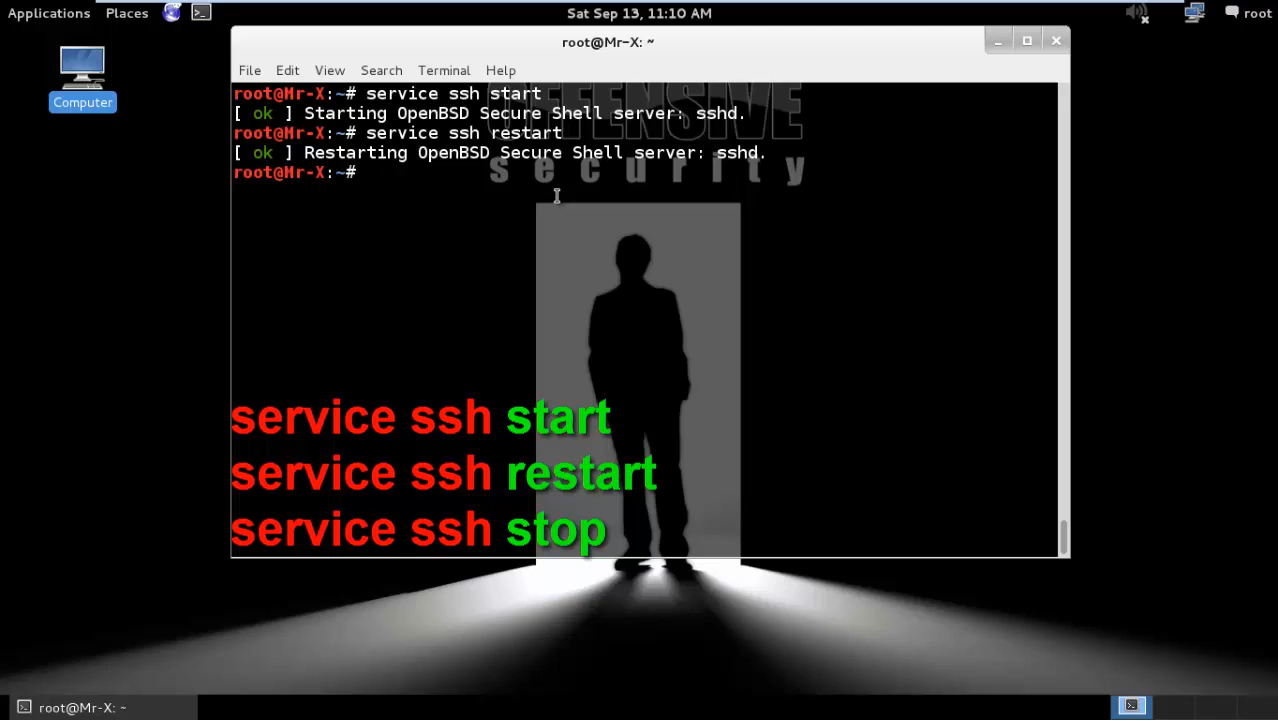 Applications Places Sat Sep 13, 11:10 AM root
Computer
root@Mr-X: ~
File Edit View Search Terminal Help
root@Mr-X:~# service ssh start
[ ok ] Starting OpenBSD Secure Shell server: sshd.
root@Mr-X:~# service ssh restart
[ ok ] Restarting OpenBSD Secure Shell server: sshd.
root@Mr-X:~#
OFFENSIVE
security
service ssh start
service ssh restart
service ssh stop
root@Mr-X: ~